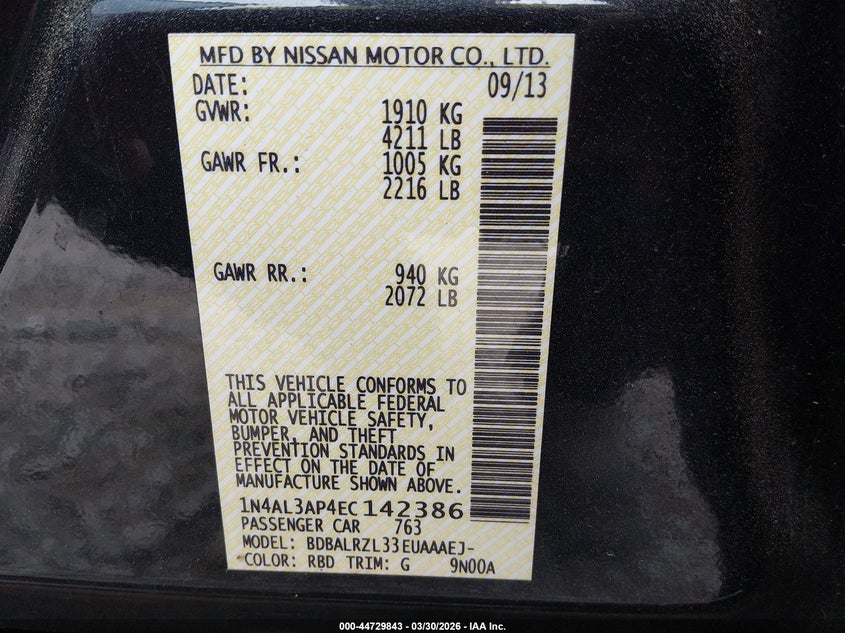 MFD BY NISSAN MOTOR CO., LTD.
DATE: 09/13
GVWR: 1910 KG
4211 LB
GAWR FR.: 1005 KG
2216 LB
GAWR RR.: 940 KG
2072 LB
THIS VEHICLE CONFORMS TO
ALL APPLICABLE FEDERAL
MOTOR VEHICLE SAFETY,
BUMPER, AND THEFT
PREVENTION STANDARDS IN
EFFECT ON THE DATE OF
MANUFACTURE SHOWN ABOVE.
1N4AL3AP4EC142386
PASSENGER CAR 763
MODEL: BDBALRZL33EUAAAEJ-
COLOR: RBD TRIM: G 9N00A
000-44729843 - 03/30/2026 - IAA Inc.